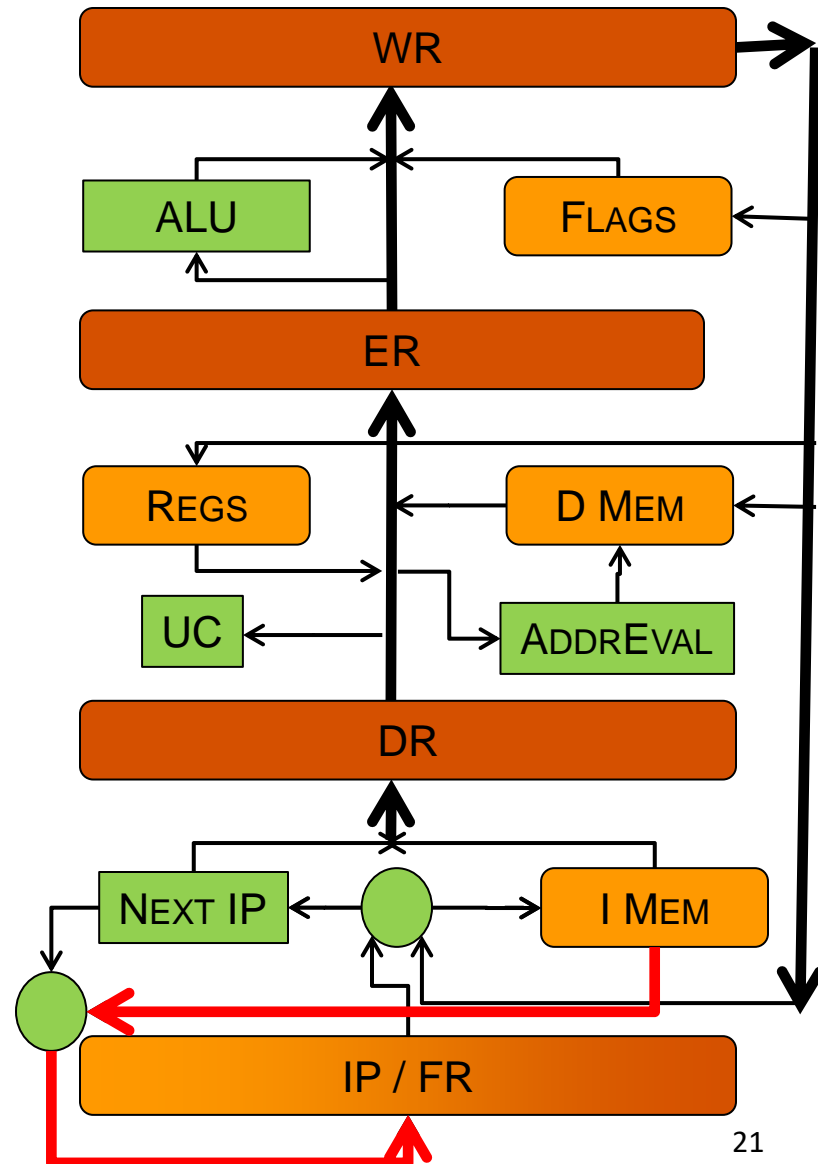 WR
ALU
FLAGS
ER
REGS
D MEM
UC
ADDREVAL
DR
NEXT IP
I MEM
IP / FR
21